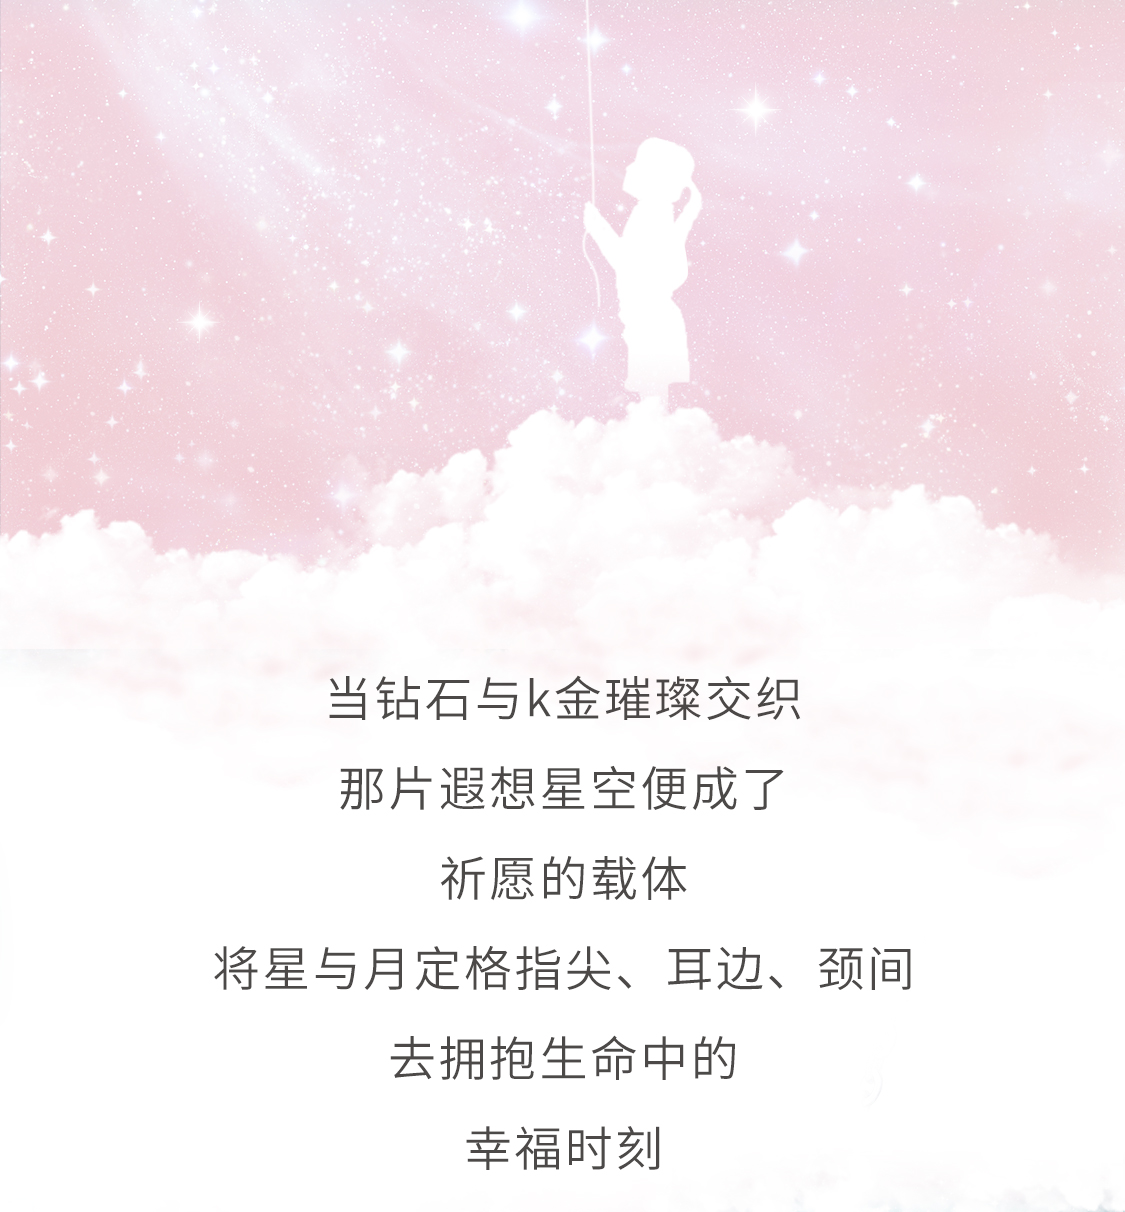 当钻石与k金璀璨交织
那片遐想星空便成了
祈愿的载体
将星与月定格指尖、耳边、颈间
去拥抱生命中的
幸福时刻